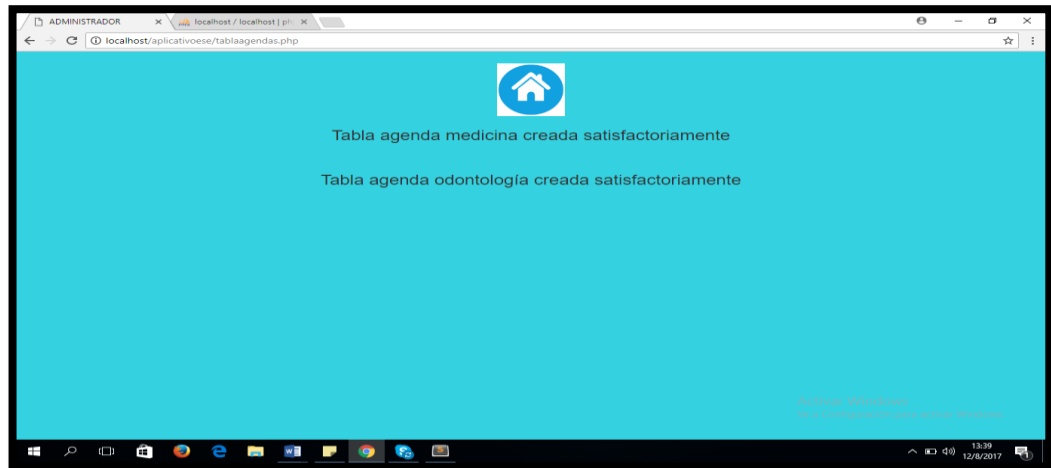 ADMINISTRADOR
localhost / localhost | ph
localhost/aplicativoese/tablaagendas.php
Tabla agenda medicina creada satisfactoriamente
Tabla agenda odontología creada satisfactoriamente
Activar Windows
13:39
12/8/2017